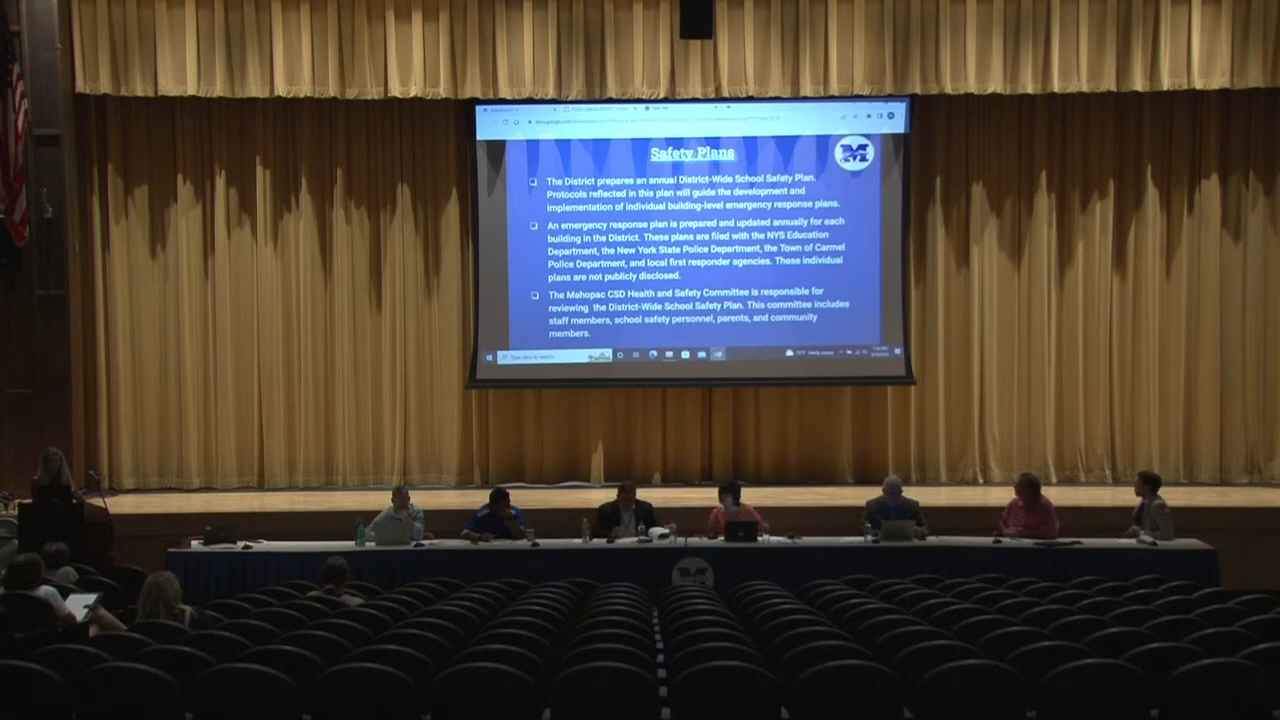 Safety Plans
M
The District prepares an annual District-Wide School Safety Plan.
Protocols reflected in this plan will guide the development and
implementation of individual building-level emergency response plans.
An emergency response plan is prepared and updated annually for each
building in the District. These plans are filed with the NYS Education
Department, the New York State Police Department, the Town of Carmel
Police Department, and local first responder agencies. These individual
plans are not publicly disclosed.
The Mahopac CSD Health and Safety Committee is responsible for
reviewing the District-Wide School Safety Plan. This committee includes
staff members, school safety personnel, parents, and community
members.
Type here to search